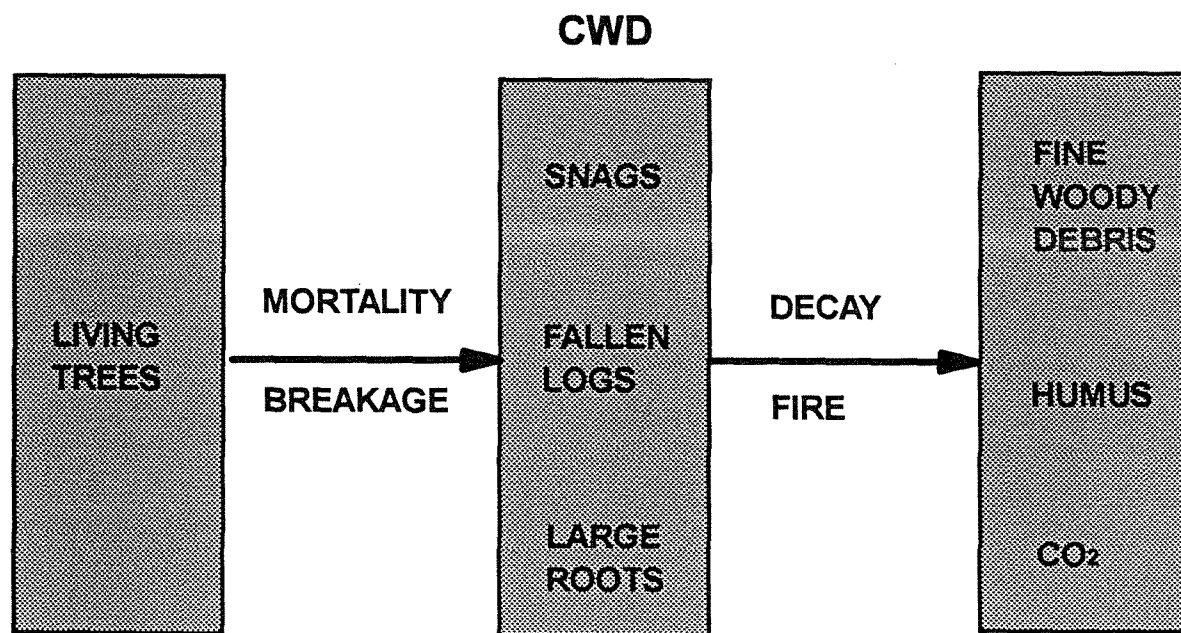 CWD
LIVING
TREES
MORTALITY
BREAKAGE
SNAGS
FALLEN
LOGS
LARGE
ROOTS
DECAY
FIRE
FINE
WOODY
DEBRIS
HUMUS
CO2